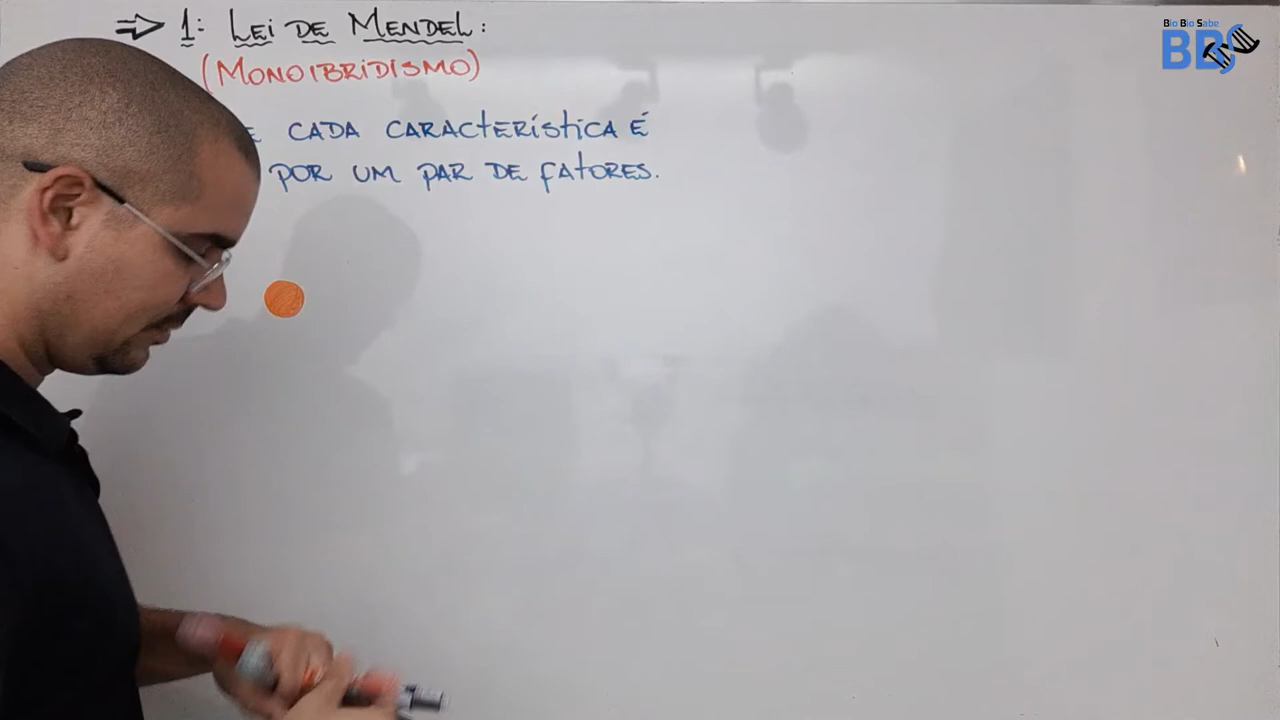 ⇒ 1ª LEI DE MENDEL:
(MONOIBRIDISMO)
CADA CARACTERÍSTICA É
POR UM PAR DE FATORES.
Bio Bio Sabe
BBS